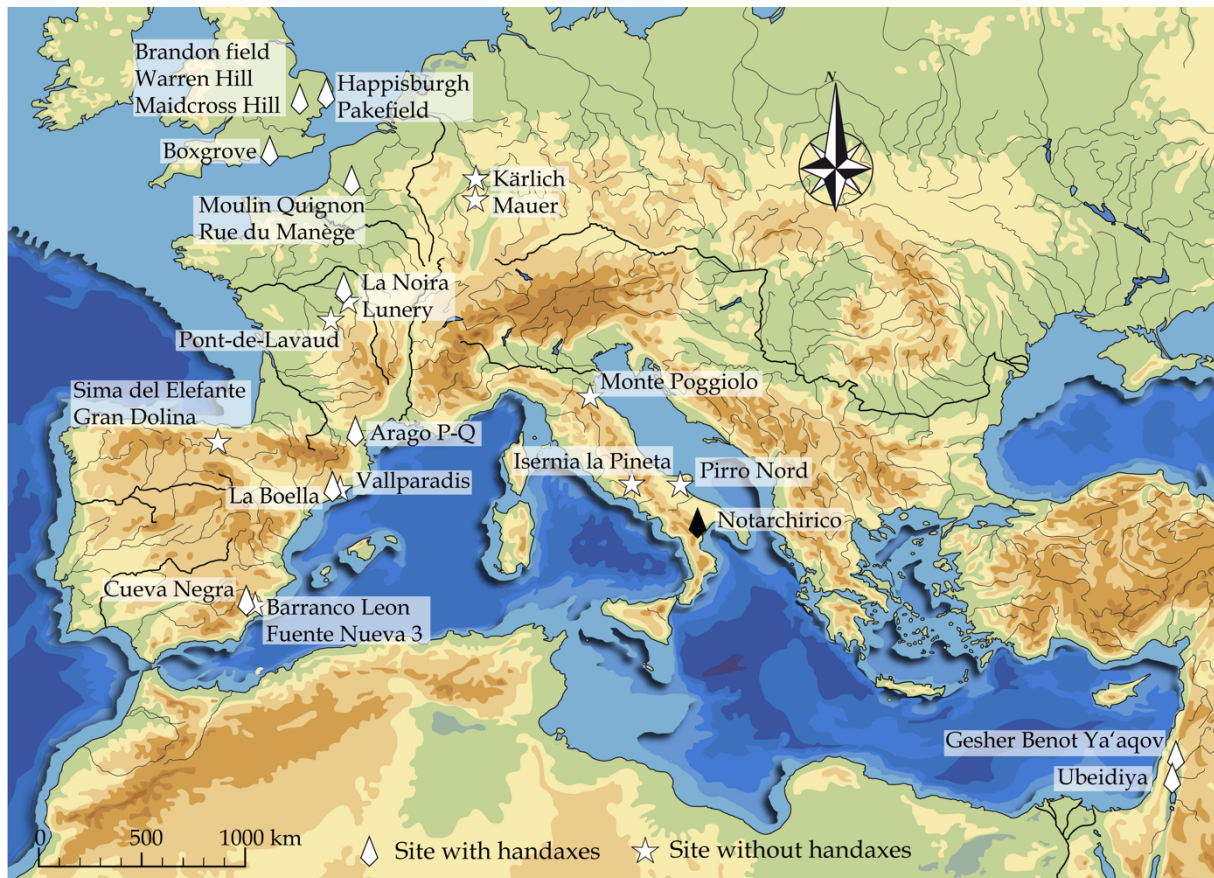 Brandon field
Warren Hill
Maidcross Hill
Happisburgh
Pakefield
N
Boxgrove
Kärlich
Mauer
Moulin Quignon
Rue du Manège
La Noira
Lunery
Pont-de-Lavaud
Monte Poggiolo
Sima del Elefante
Gran Dolina
Arago P-Q
Isernia la Pineta
Pirro Nord
La Boella
Vallparadis
Notarchirico
Cueva Negra
Barranco Leon
Fuente Nueva 3
Gesher Benot Ya‘aqov
Ubeidiya
0 500 1000 km
Site with handaxes
Site without handaxes